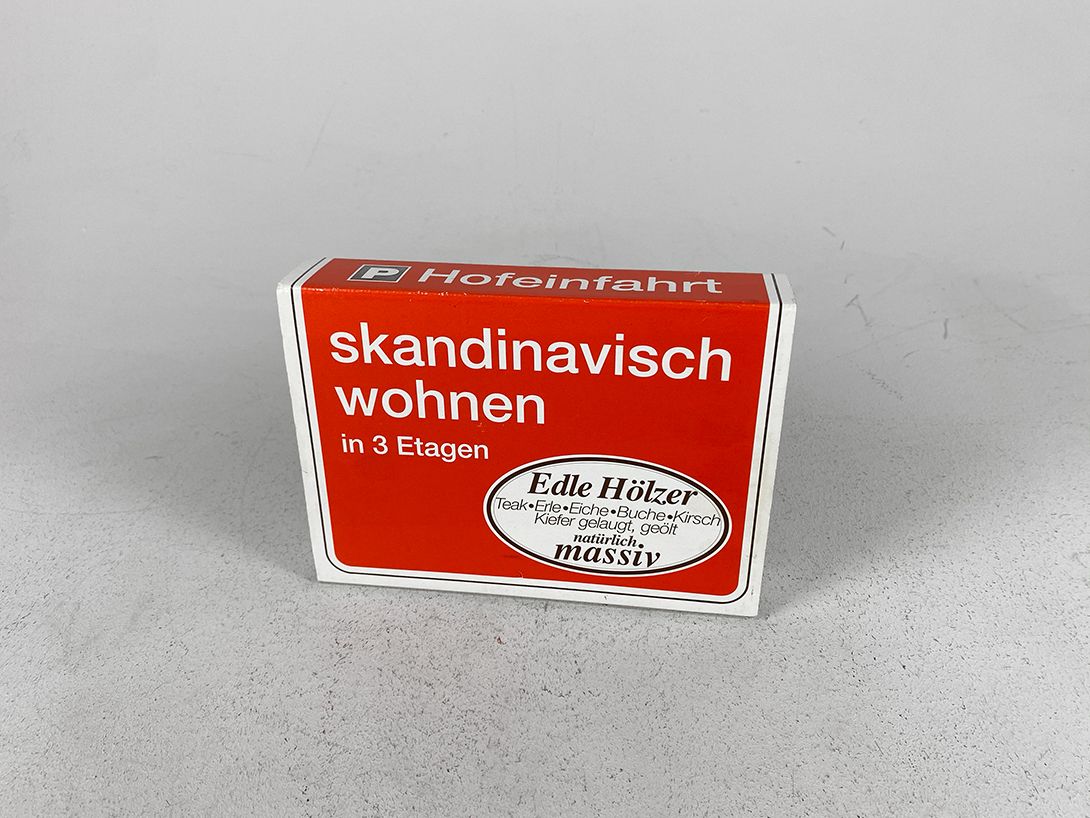 P Hofeinfahrt
skandinavisch
wohnen
in 3 Etagen
Edle Hölzer
Teak•Erle•Eiche•Buche•Kirsch
Kiefer gelaugt, geölt
natürlich
massiv